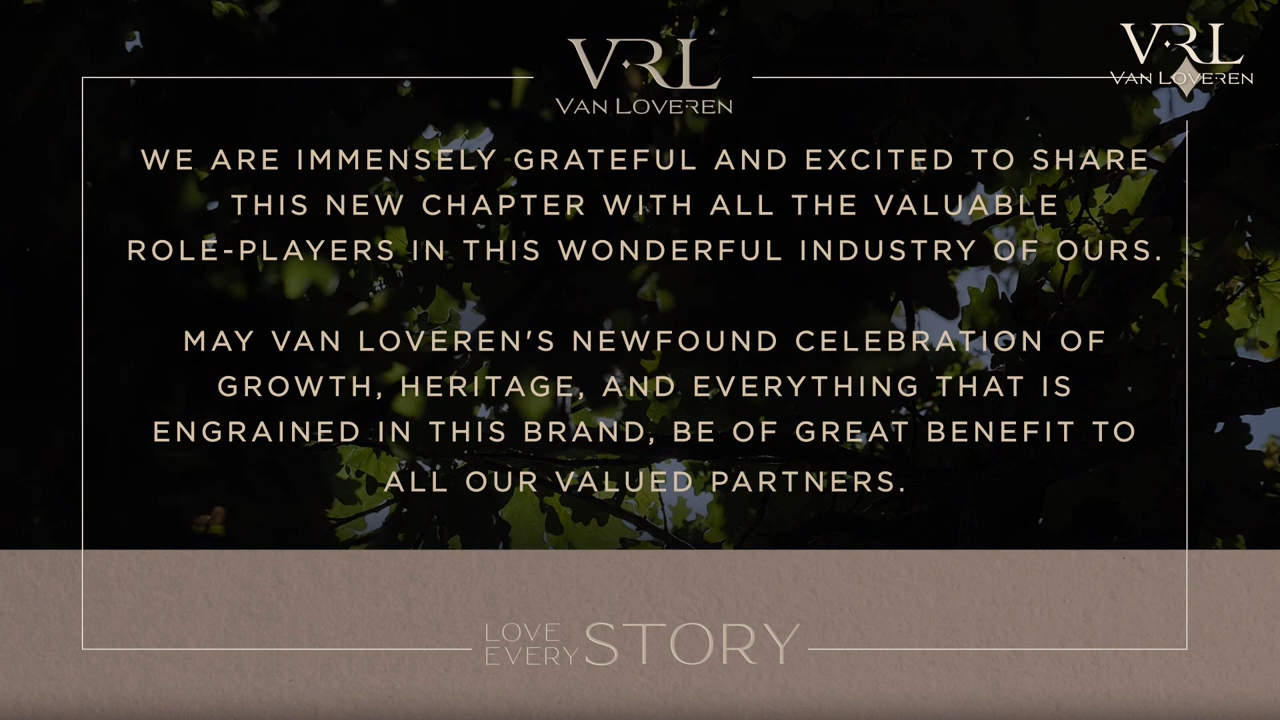 VRL
VAN LOVEREN
VRL
VAN LOVEREN
WE ARE IMMENSELY GRATEFUL AND EXCITED TO SHARE
THIS NEW CHAPTER WITH ALL THE VALUABLE
ROLE-PLAYERS IN THIS WONDERFUL INDUSTRY OF OURS.
MAY VAN LOVEREN'S NEWFOUND CELEBRATION OF
GROWTH, HERITAGE, AND EVERYTHING THAT IS
ENGRAINED IN THIS BRAND, BE OF GREAT BENEFIT TO
ALL OUR VALUED PARTNERS.
LOVE
EVERY STORY